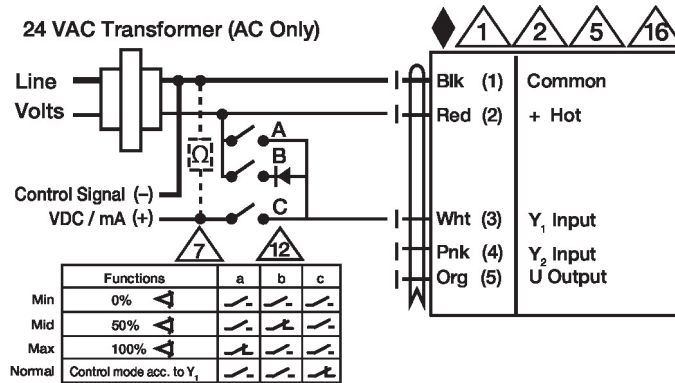 24 VAC Transformer (AC Only)
1 2 5 16
Line
Volts
Blk (1) Common
Red (2) + Hot
A
B
C
Ω
Control Signal (–)
VDC / mA (+)
Wht (3) Y₁ Input
Pnk (4) Y₂ Input
Org (5) U Output
7 12
Functions a b c
Min 0%
Mid 50%
Max 100%
Normal Control mode acc. to Y₁